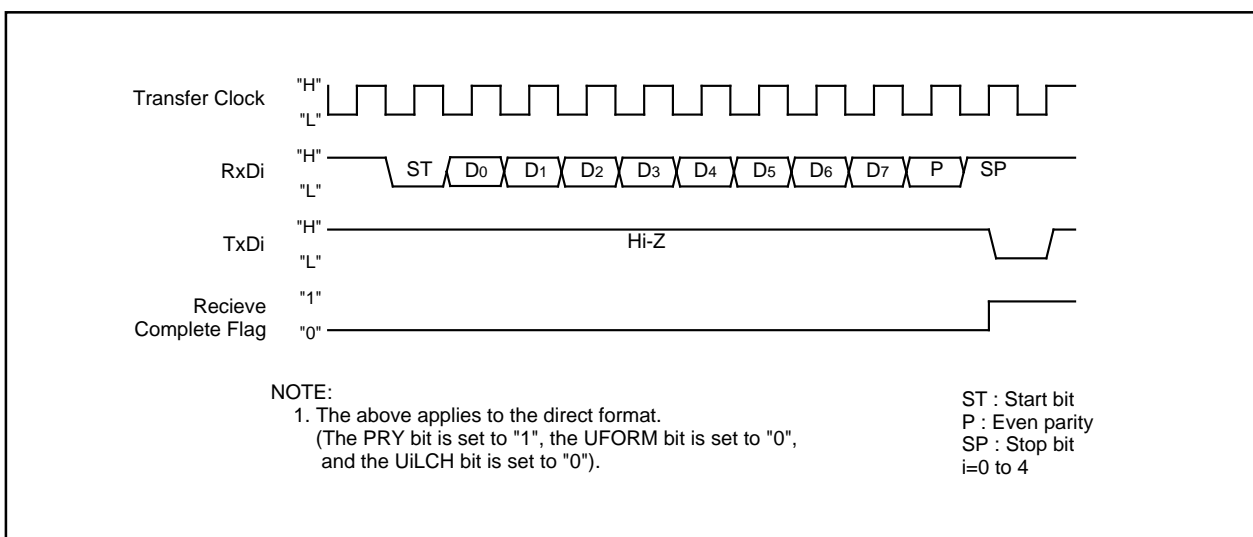 Transfer Clock
"H"
"L"
RxDi
"H"
"L"
ST D0 D1 D2 D3 D4 D5 D6 D7 P SP
TxDi
"H"
"L"
Hi-Z
Recieve
Complete Flag
"1"
"0"
NOTE:
1. The above applies to the direct format.
(The PRY bit is set to "1", the UFORM bit is set to "0",
and the UiLCH bit is set to "0").
ST : Start bit
P : Even parity
SP : Stop bit
i=0 to 4